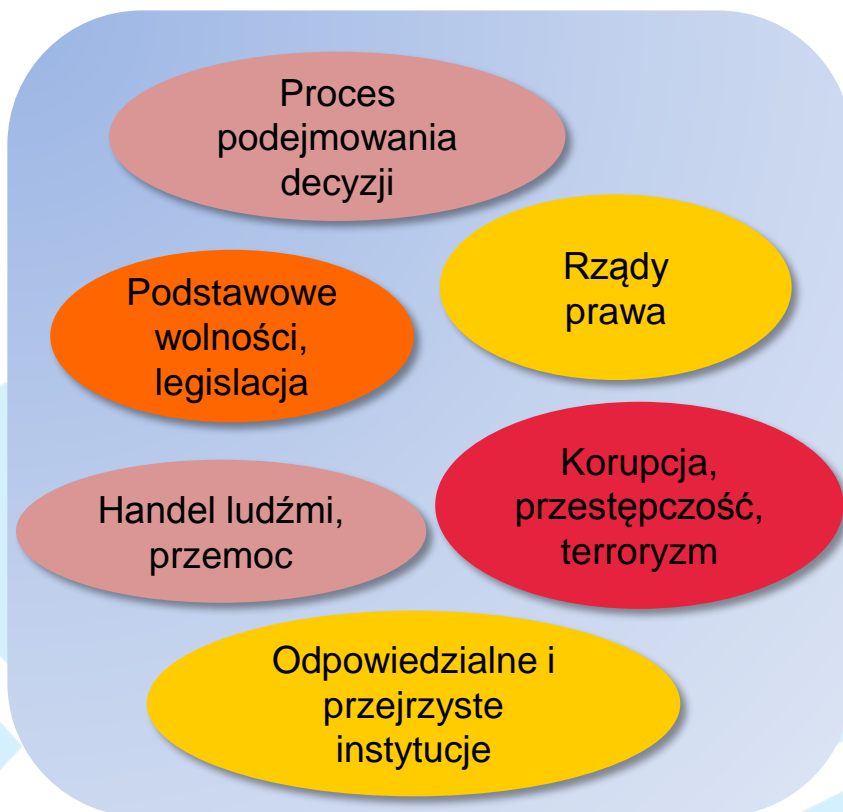 Proces
podejmowania
decyzji
Rządy
prawa
Podstawowe
wolności,
legislacja
Korupcja,
przestępczość,
terroryzm
Handel ludźmi,
przemoc
Odpowiedzialne i
przejrzyste
instytucje